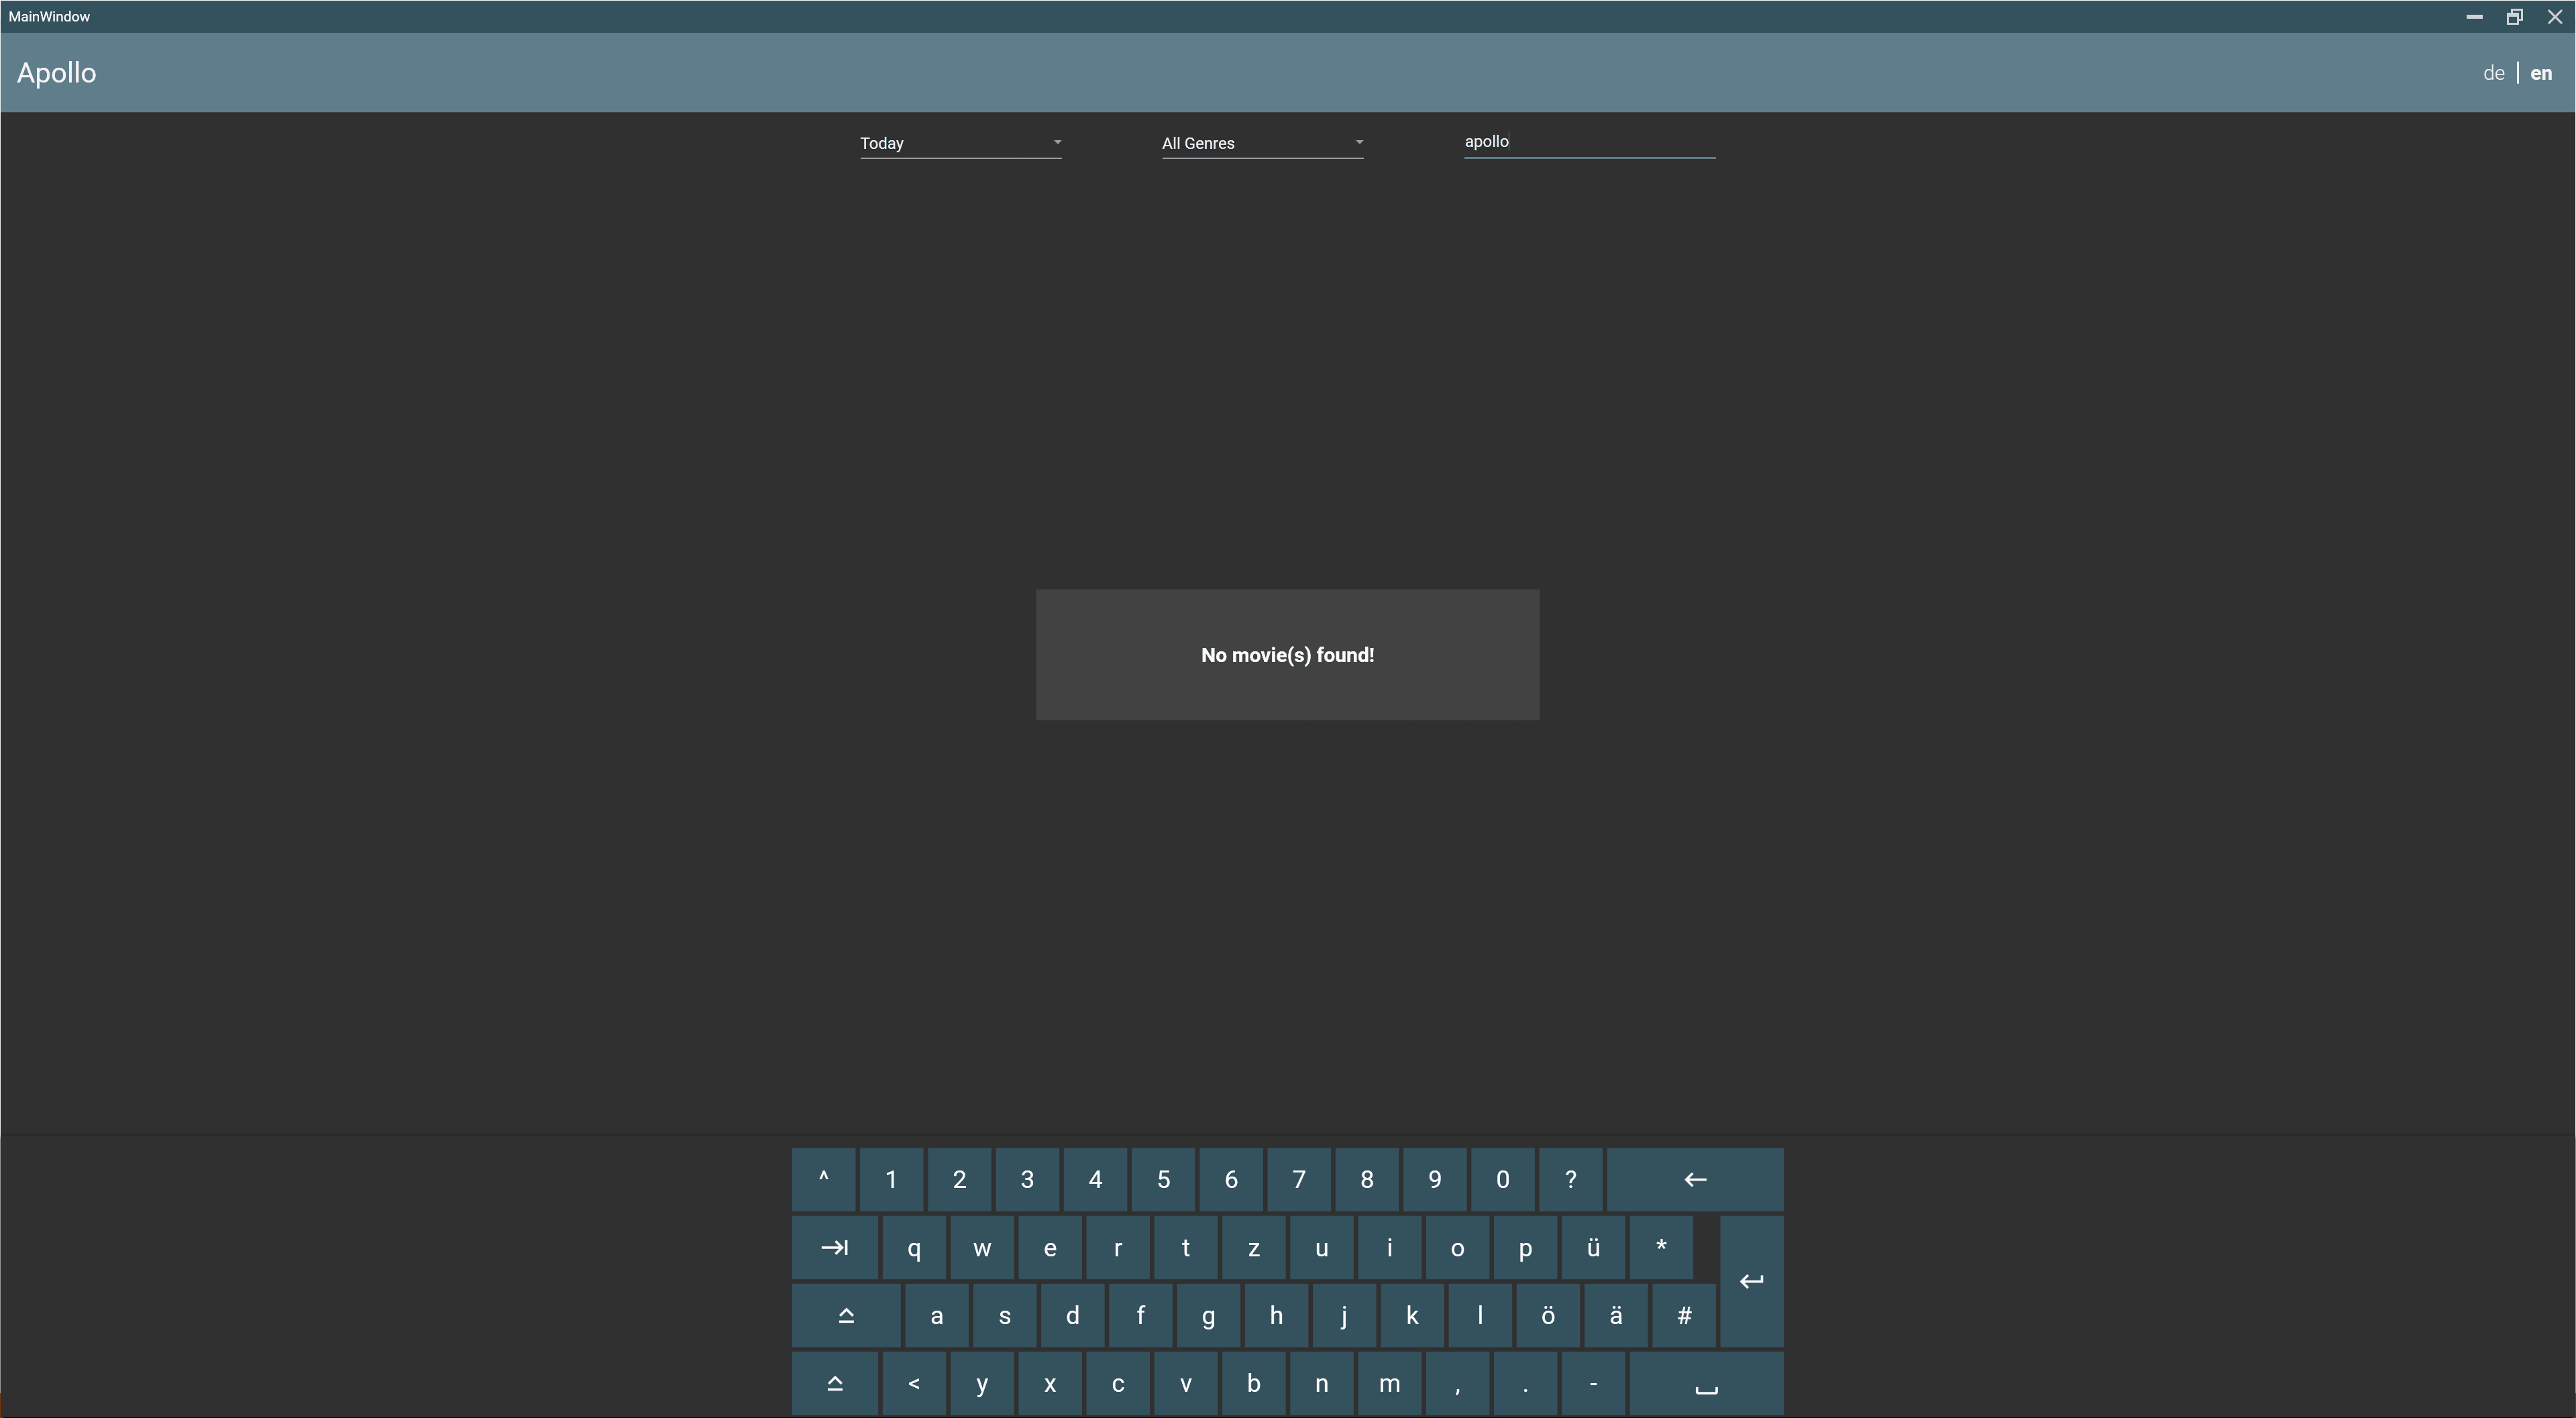 MainWindow
Apollo
de | en
Today All Genres apollo
No movie(s) found!
^ 1 2 3 4 5 6 7 8 9 0 ?
q w e r t z u i o p ü *
a s d f g h j k l ö ä #
< y x c v b n m , . -